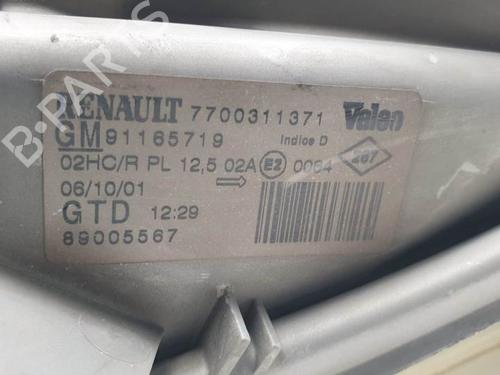 RENAULT 7700311371 Valeo
GM 91165719 Indice D
02HC/R PL 12,5 02A E2 0064 267
06/10/01
GTD 12:29
89005567
B-PARTS